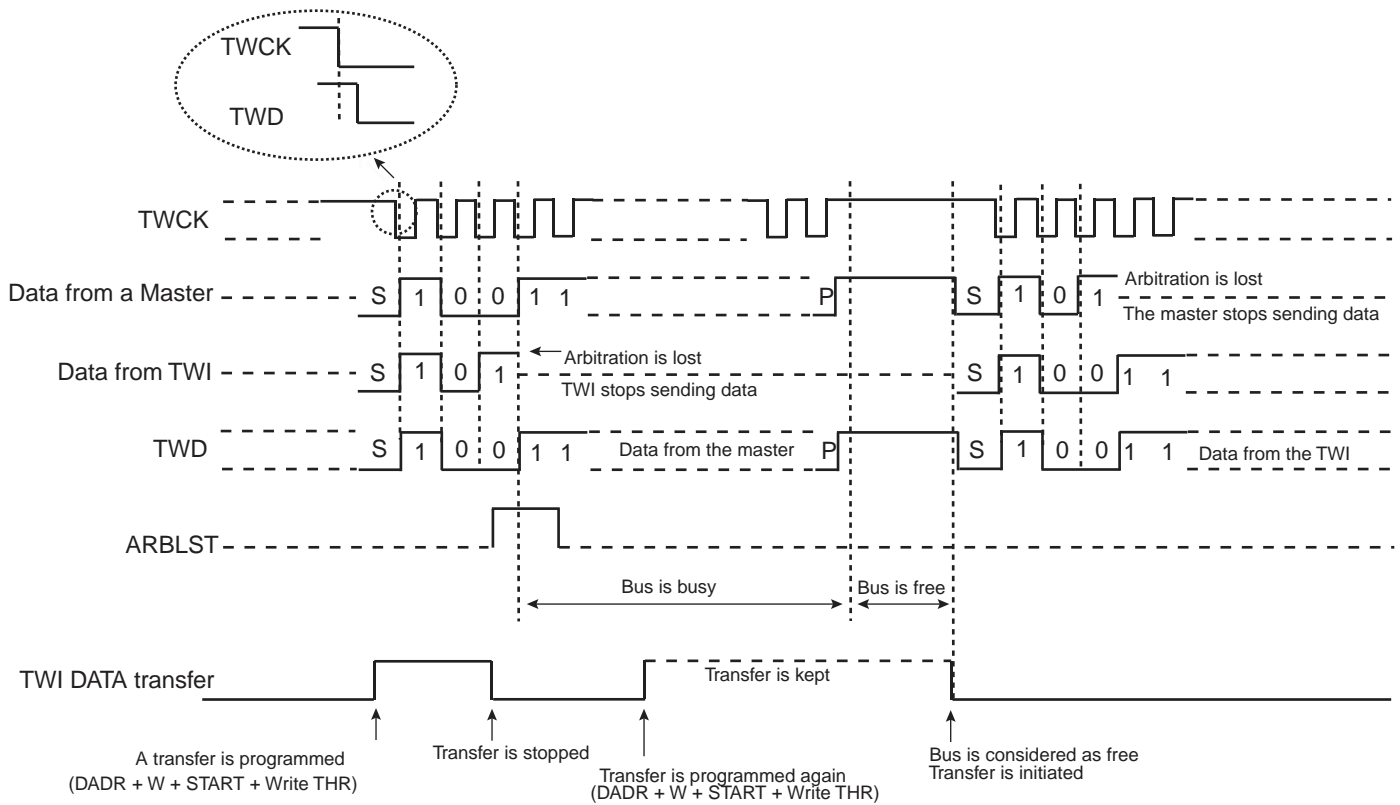 TWCK
TWD
TWCK
Data from a Master
S 1 0 0 1 1
P
S 1 0 1
Arbitration is lost
The master stops sending data
Data from TWI
S 1 0 1
Arbitration is lost
TWI stops sending data
S 1 0 0 1 1
TWD
S 1 0 0 1 1
Data from the master
P
S 1 0 0 1 1
Data from the TWI
ARBLST
Bus is busy
Bus is free
TWI DATA transfer
Transfer is kept
A transfer is programmed
(DADR + W + START + Write THR)
Transfer is stopped
Transfer is programmed again
(DADR + W + START + Write THR)
Bus is considered as free
Transfer is initiated